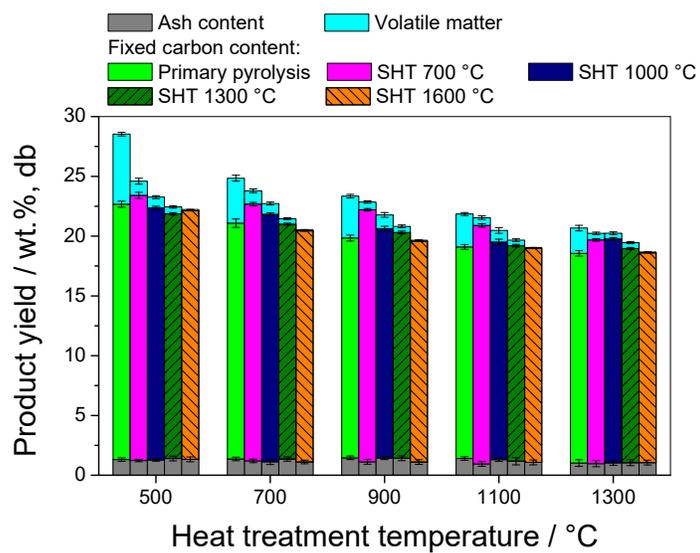 Ash content Volatile matter
Fixed carbon content:
Primary pyrolysis SHT 700 °C SHT 1000 °C
SHT 1300 °C SHT 1600 °C
30
25
20
15
10
5
0
Product yield / wt.%, db
500 700 900 1100 1300
Heat treatment temperature / °C